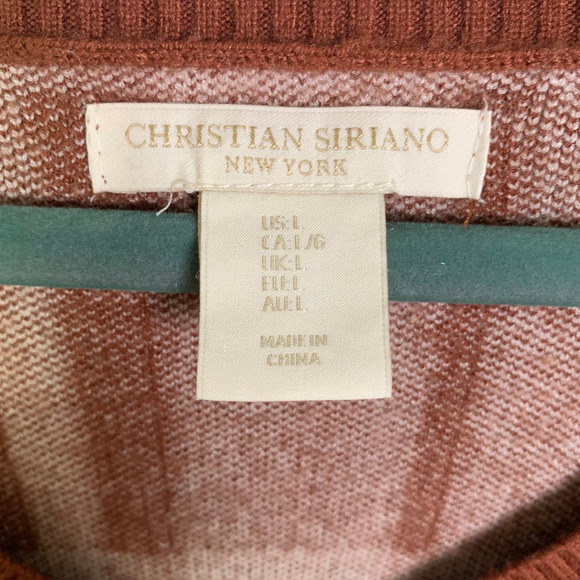 CHRISTIAN SIRIANO
NEW YORK
US: L
CA: L/G
UK: L
EU: L
AU: L
MADE IN
CHINA